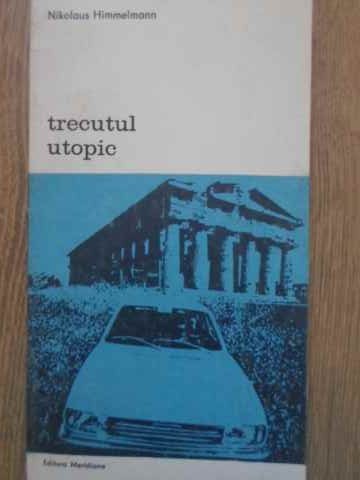 Nikolaus Himmelmann
trecutul
utopic
Editura Meridiane